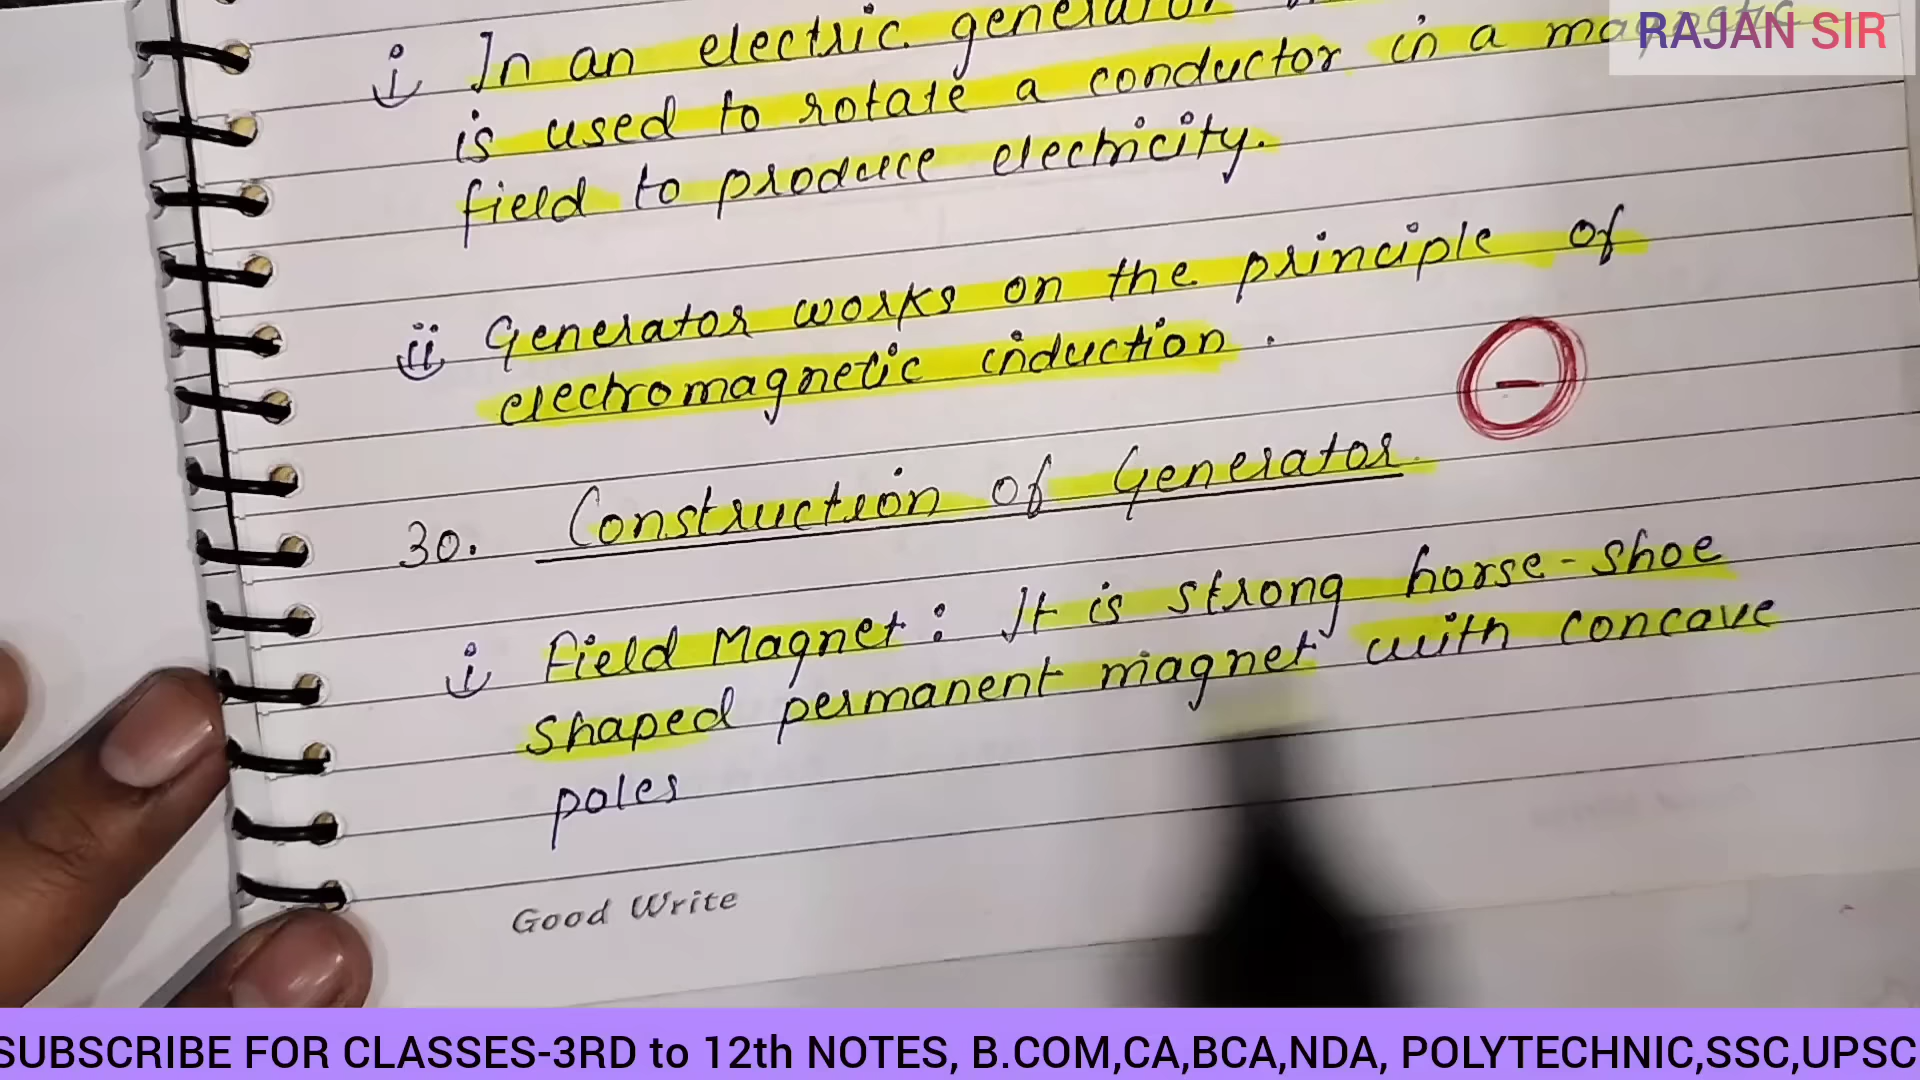 RAJAN SIR
i In an electric generator
is used to rotate a conductor in a magnetic
field to produce electricity.
ii Generator works on the principle of
electromagnetic induction.
30. Construction of Generator
i Field Magnet: It is strong horse-shoe
shaped permanent magnet with concave
poles
Good Write
SUBSCRIBE FOR CLASSES-3RD to 12th NOTES, B.COM,CA,BCA,NDA, POLYTECHNIC,SSC,UPSC